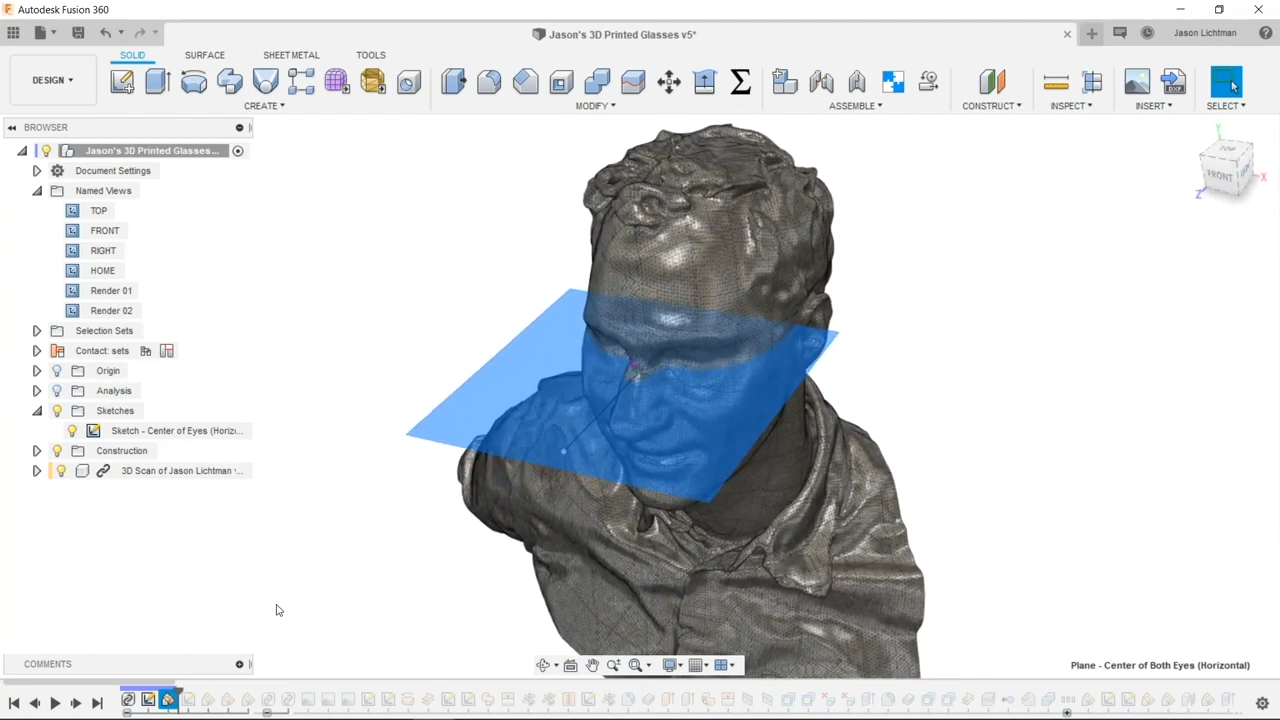 Autodesk Fusion 360
Jason's 3D Printed Glasses v5*
Jason Lichtman
DESIGN
SOLID
SURFACE
SHEET METAL
TOOLS
CREATE
MODIFY
ASSEMBLE
CONSTRUCT
INSPECT
INSERT
SELECT
BROWSER
Jason's 3D Printed Glasses...
Document Settings
Named Views
TOP
FRONT
RIGHT
HOME
Render 01
Render 02
Selection Sets
Contact: sets
Origin
Analysis
Sketches
Sketch - Center of Eyes (Horizo...
Construction
3D Scan of Jason Lichtman ...
Y
TOP
FRONT
X
Z
COMMENTS
Plane - Center of Both Eyes (Horizontal)